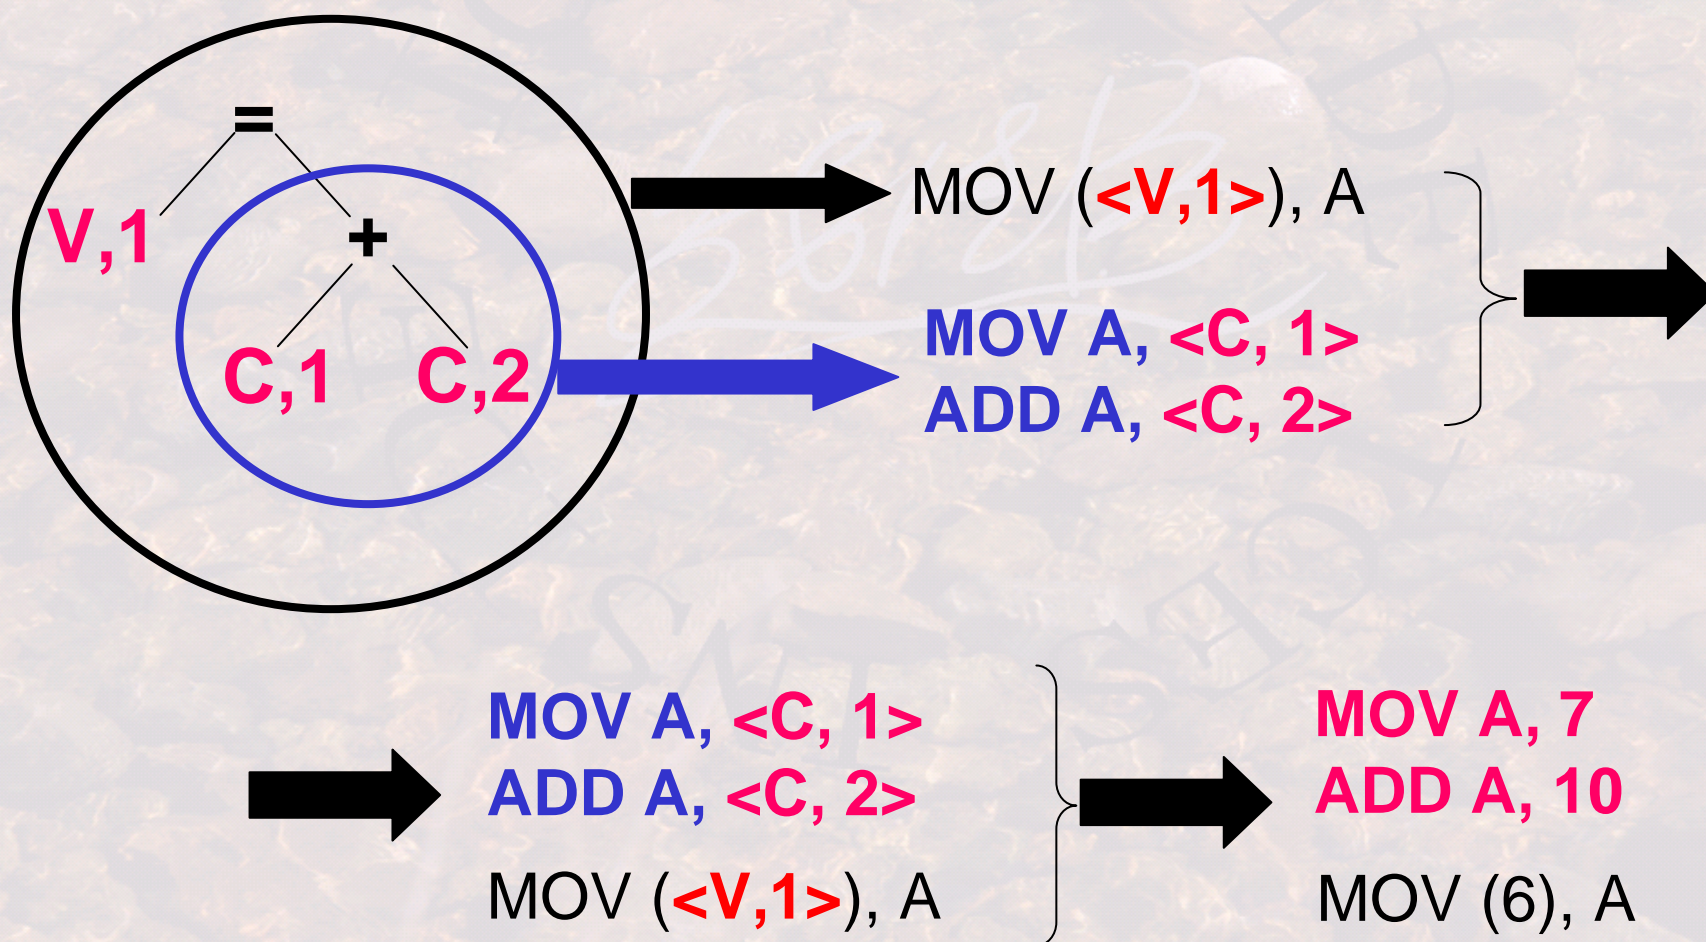 =
V,1
+
C,1 C,2
MOV (<V,1>), A
MOV A, <C, 1>
ADD A, <C, 2>
MOV A, <C, 1>
ADD A, <C, 2>
MOV (<V,1>), A
MOV A, 7
ADD A, 10
MOV (6), A